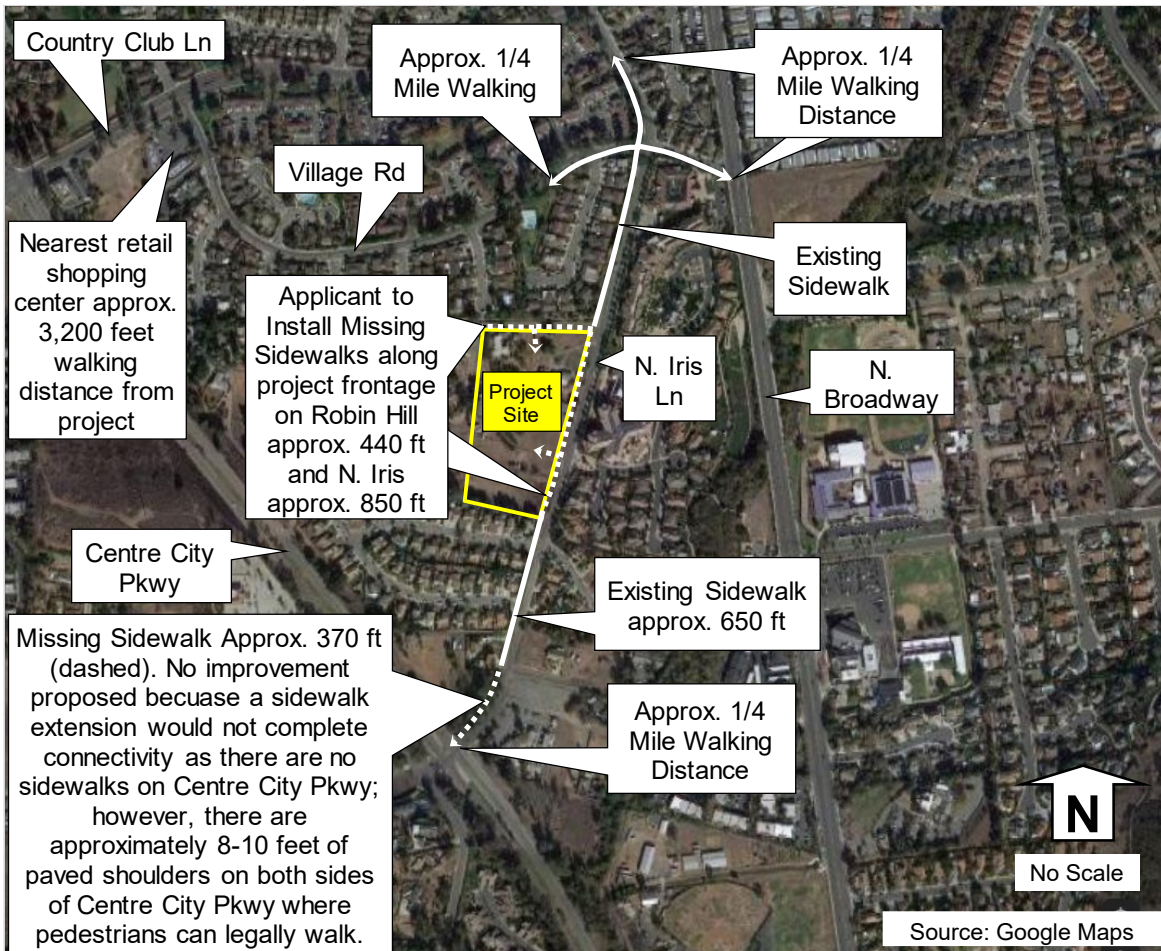 Country Club Ln
Approx. 1/4
Mile Walking
Approx. 1/4
Mile Walking
Distance
Village Rd
Nearest retail
shopping
center approx.
3,200 feet
walking
distance from
project
Existing
Sidewalk
Applicant to
Install Missing
Sidewalks along
project frontage
on Robin Hill
approx. 440 ft
and N. Iris
approx. 850 ft
Project
Site
N. Iris
Ln
N.
Broadway
Centre City
Pkwy
Existing Sidewalk
approx. 650 ft
Missing Sidewalk Approx. 370 ft
(dashed). No improvement
proposed becuase a sidewalk
extension would not complete
connectivity as there are no
sidewalks on Centre City Pkwy;
however, there are
approximately 8-10 feet of
paved shoulders on both sides
of Centre City Pkwy where
pedestrians can legally walk.
Approx. 1/4
Mile Walking
Distance
N
No Scale
Source: Google Maps